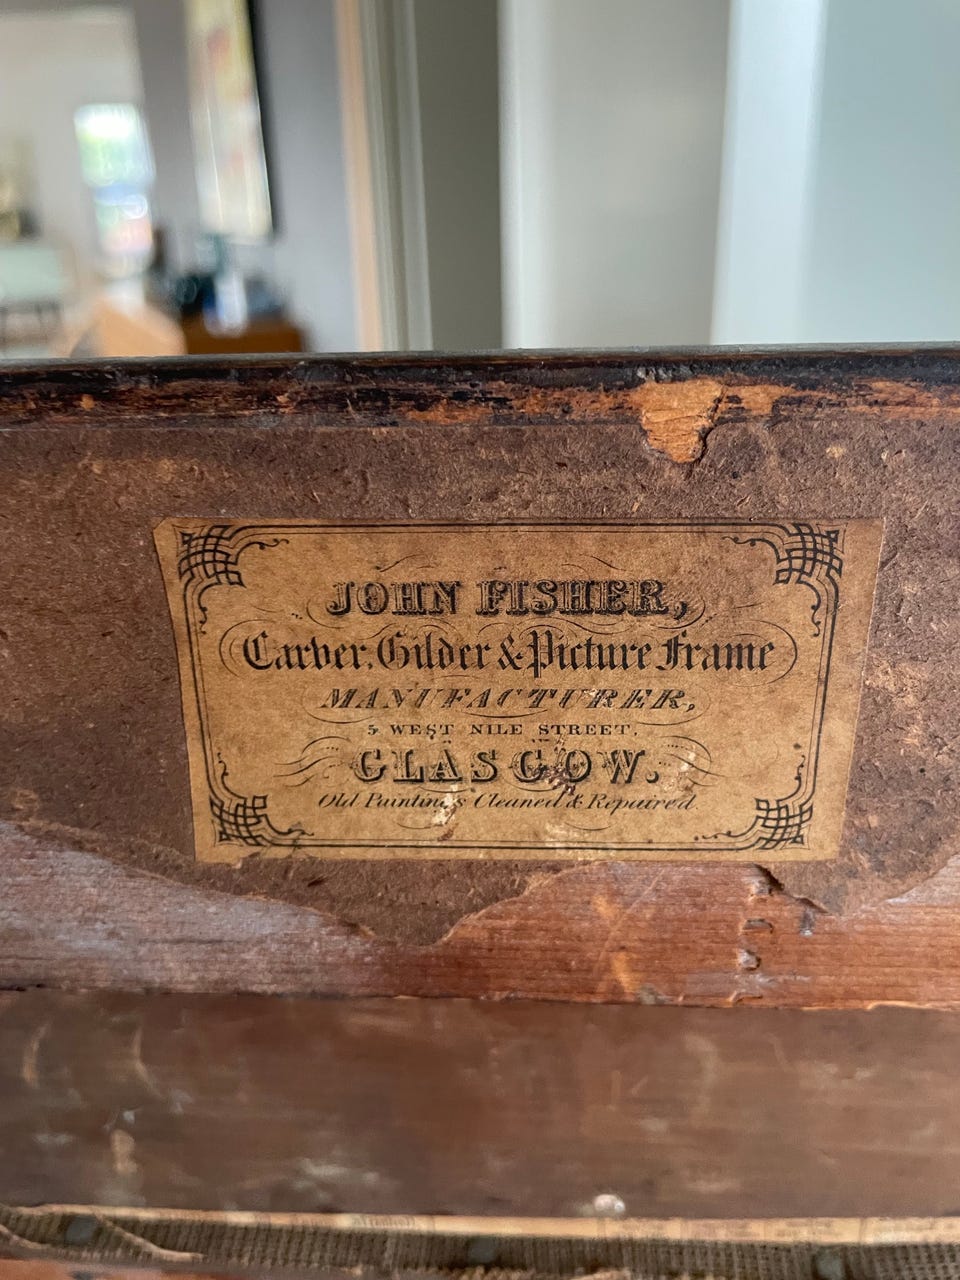 JOHN FISHER,
Carver, Gilder & Picture Frame
MANUFACTURER,
5 WEST NILE STREET,
GLASGOW.
Old Paintings Cleaned & Repaired